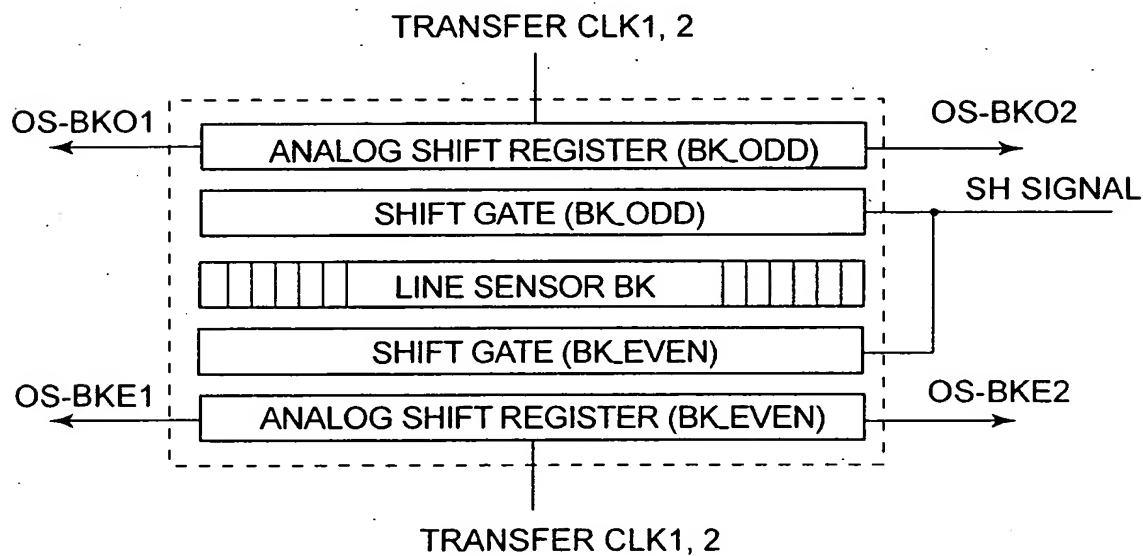 TRANSFER CLK1, 2
OS-BKO1
OS-BKO2
ANALOG SHIFT REGISTER (BK_ODD)
SH SIGNAL
SHIFT GATE (BK_ODD)
LINE SENSOR BK
SHIFT GATE (BK_EVEN)
OS-BKE1
OS-BKE2
ANALOG SHIFT REGISTER (BK_EVEN)
TRANSFER CLK1, 2